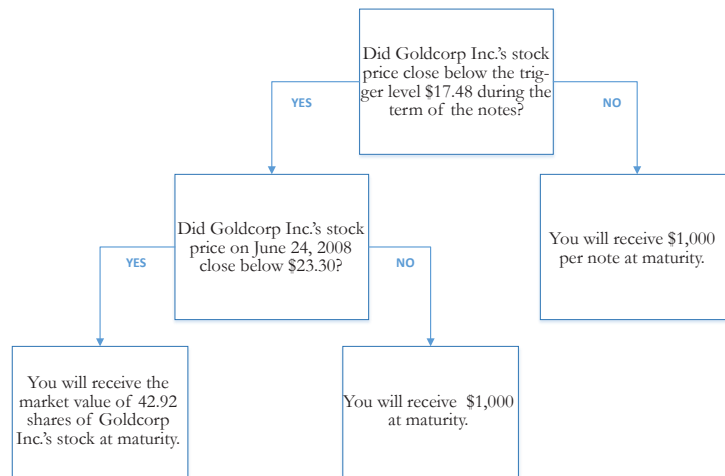 Did Goldcorp Inc.'s stock
price close below the trig-
ger level $17.48 during the
term of the notes?
YES
NO
Did Goldcorp Inc.'s stock
price on June 24, 2008
close below $23.30?
You will receive $1,000
per note at maturity.
YES
NO
You will receive the
market value of 42.92
shares of Goldcorp
Inc.'s stock at maturity.
You will receive $1,000
at maturity.